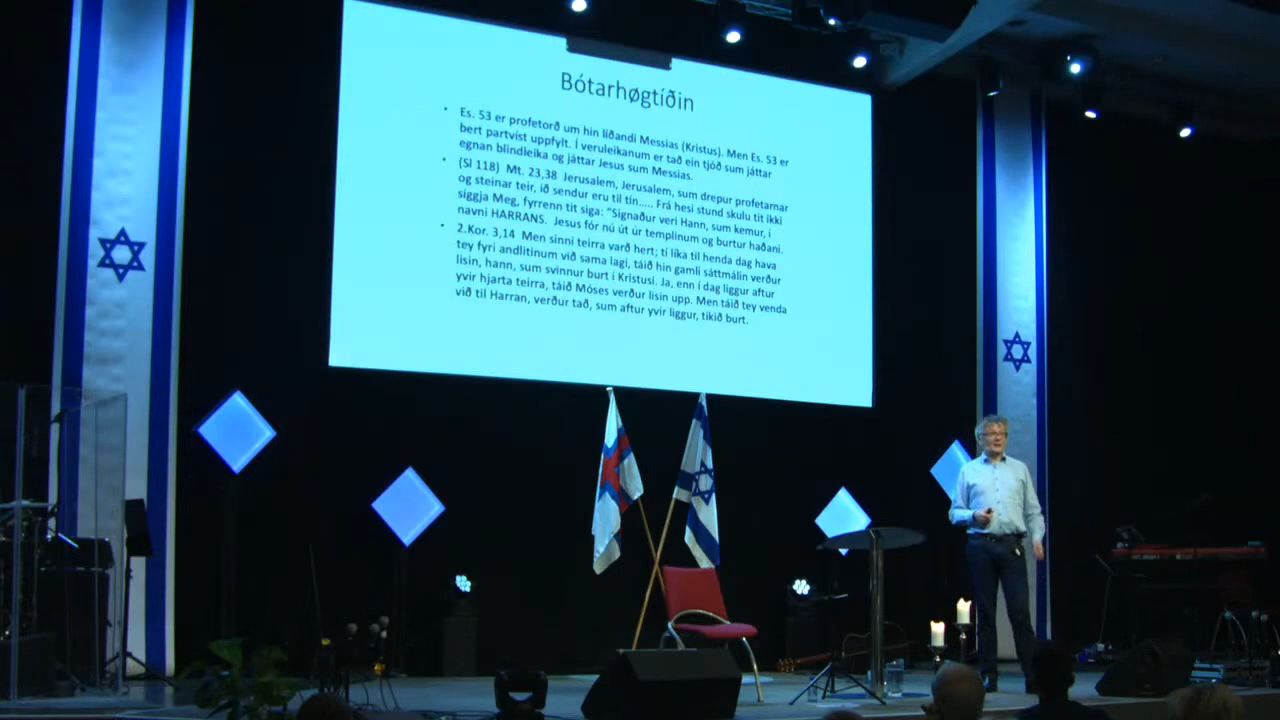 Bótarhøgtíðin
• Es. 53 er profetorð um hin líðandi Messias (Kristus). Men Es. 53 er
bert partvíst uppfylt. Í veruleikanum er tað ein tjóð sum játtar
egnan blindleika og játtar Jesus sum Messias.
• (Sl 118) Mt. 23,38 Jerusalem, Jerusalem, sum drepur profetarnar
og steinar teir, ið sendur eru til tín..... Frá hesi stund skulu tit ikki
síggja Meg, fyrrenn tit siga: "Signaður veri Hann, sum kemur, í
navni HARRANS. Jesus fór nú út úr templinum og burtur haðani.
• 2.Kor. 3,14 Men sinni teirra varð hert; tí líka til henda dag hava
tey fyri andlitinum við sama lagi, táið hin gamli sáttmálin verður
lisin, hann, sum svinnur burt í Kristusi. Ja, enn í dag liggur aftur
yvir hjarta teirra, táið Móses verður lisin upp. Men táið tey venda
við til Harran, verður tað, sum aftur yvir liggur, tikið burt.